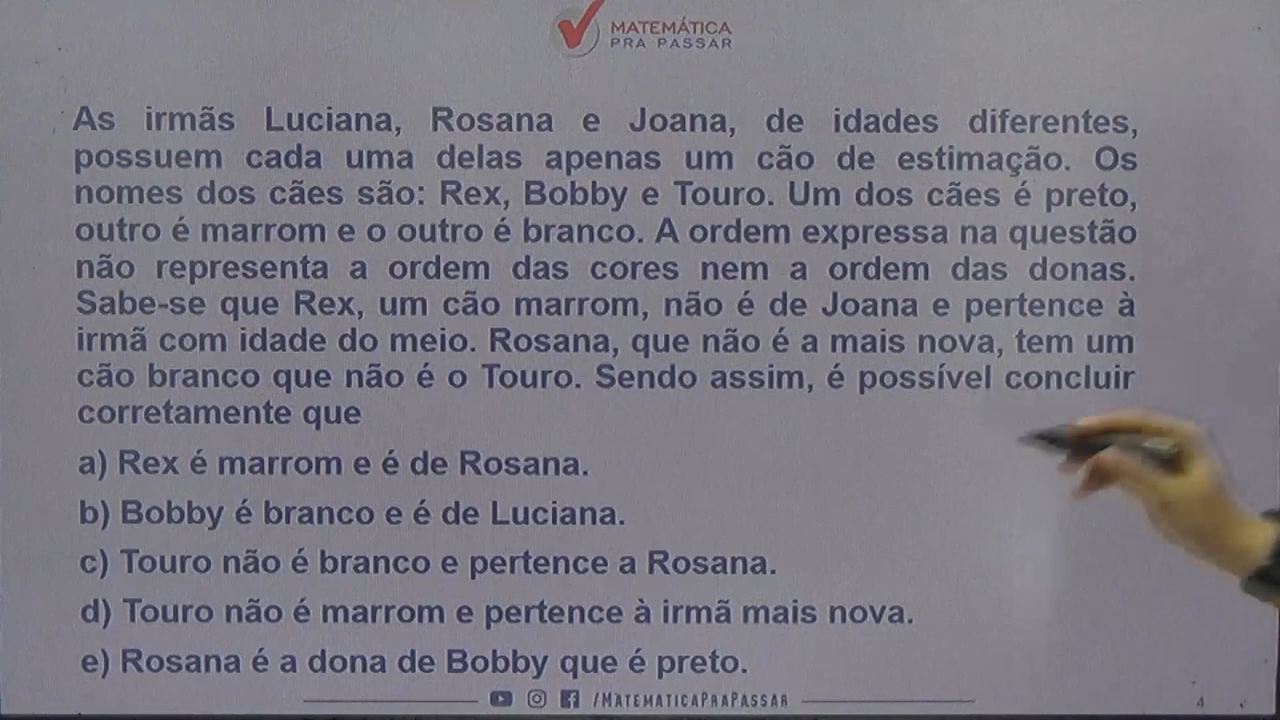 MATEMÁTICA
PRA PASSAR
As irmãs Luciana, Rosana e Joana, de idades diferentes,
possuem cada uma delas apenas um cão de estimação. Os
nomes dos cães são: Rex, Bobby e Touro. Um dos cães é preto,
outro é marrom e o outro é branco. A ordem expressa na questão
não representa a ordem das cores nem a ordem das donas.
Sabe-se que Rex, um cão marrom, não é de Joana e pertence à
irmã com idade do meio. Rosana, que não é a mais nova, tem um
cão branco que não é o Touro. Sendo assim, é possível concluir
corretamente que
a) Rex é marrom e é de Rosana.
b) Bobby é branco e é de Luciana.
c) Touro não é branco e pertence a Rosana.
d) Touro não é marrom e pertence à irmã mais nova.
e) Rosana é a dona de Bobby que é preto.
/MATEMATICAPRAPASSAR
4